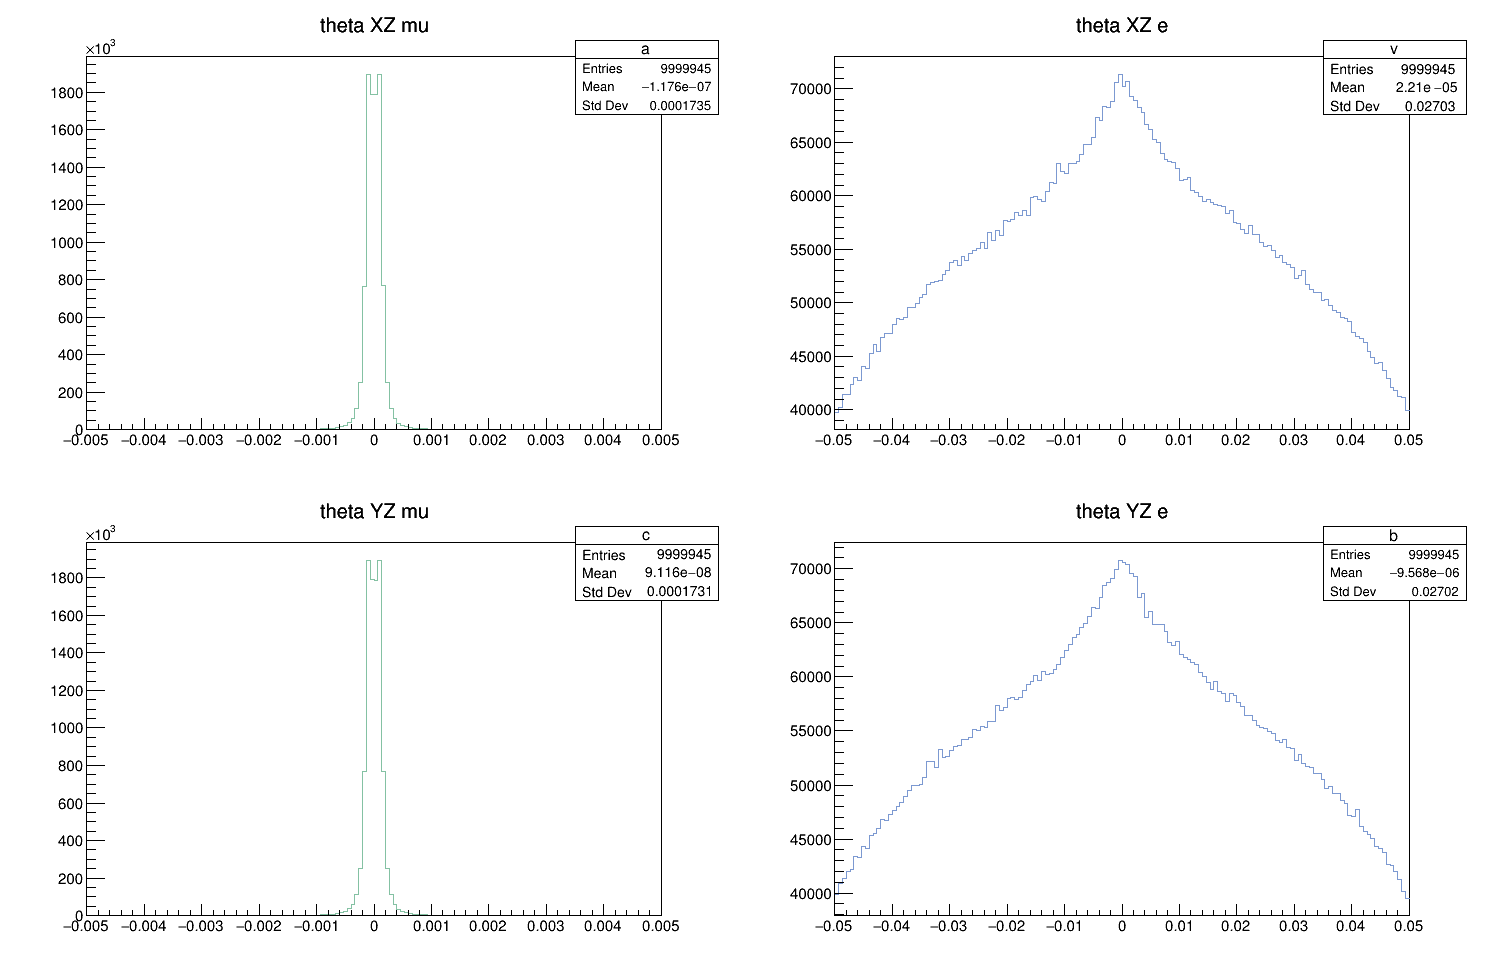 theta XZ mu
×10³
a
Entries 9999945
Mean −1.176e−07
Std Dev 0.0001735
1800
1600
1400
1200
1000
800
600
400
200
0
−0.005 −0.004 −0.003 −0.002 −0.001 0 0.001 0.002 0.003 0.004 0.005
theta XZ e
v
Entries 9999945
Mean 2.21e−05
Std Dev 0.02703
70000
65000
60000
55000
50000
45000
40000
−0.05 −0.04 −0.03 −0.02 −0.01 0 0.01 0.02 0.03 0.04 0.05
theta YZ mu
×10³
c
Entries 9999945
Mean 9.116e−08
Std Dev 0.0001731
1800
1600
1400
1200
1000
800
600
400
200
0
−0.005 −0.004 −0.003 −0.002 −0.001 0 0.001 0.002 0.003 0.004 0.005
theta YZ e
b
Entries 9999945
Mean −9.568e−06
Std Dev 0.02702
70000
65000
60000
55000
50000
45000
40000
−0.05 −0.04 −0.03 −0.02 −0.01 0 0.01 0.02 0.03 0.04 0.05